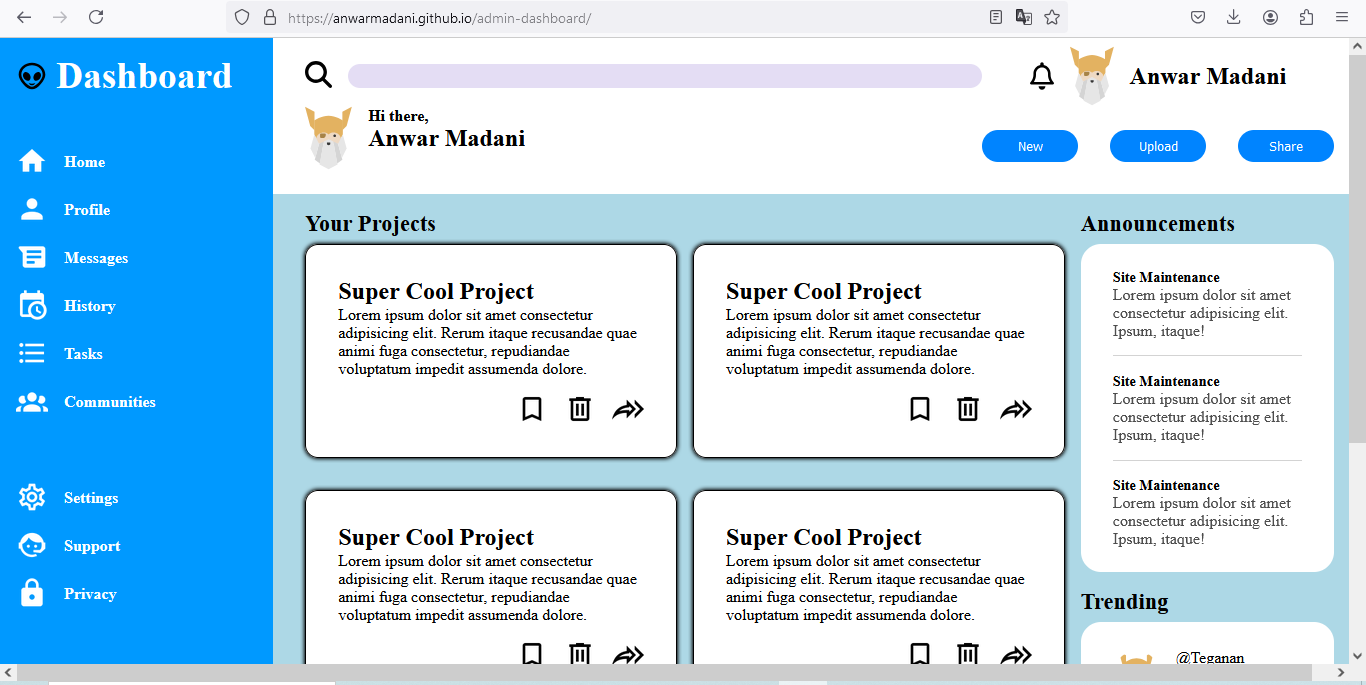 https://anwarmadani.github.io/admin-dashboard/
Dashboard
Home
Profile
Messages
History
Tasks
Communities
Settings
Support
Privacy
Anwar Madani
Hi there,
Anwar Madani
New
Upload
Share
Your Projects
Super Cool Project
Lorem ipsum dolor sit amet consectetur
adipisicing elit. Rerum itaque recusandae quae
animi fuga consectetur, repudiandae
voluptatum impedit assumenda dolore.
Super Cool Project
Lorem ipsum dolor sit amet consectetur
adipisicing elit. Rerum itaque recusandae quae
animi fuga consectetur, repudiandae
voluptatum impedit assumenda dolore.
Super Cool Project
Lorem ipsum dolor sit amet consectetur
adipisicing elit. Rerum itaque recusandae quae
animi fuga consectetur, repudiandae
voluptatum impedit assumenda dolore.
Super Cool Project
Lorem ipsum dolor sit amet consectetur
adipisicing elit. Rerum itaque recusandae quae
animi fuga consectetur, repudiandae
voluptatum impedit assumenda dolore.
Announcements
Site Maintenance
Lorem ipsum dolor sit amet
consectetur adipisicing elit.
Ipsum, itaque!
Site Maintenance
Lorem ipsum dolor sit amet
consectetur adipisicing elit.
Ipsum, itaque!
Site Maintenance
Lorem ipsum dolor sit amet
consectetur adipisicing elit.
Ipsum, itaque!
Trending
@Teganan